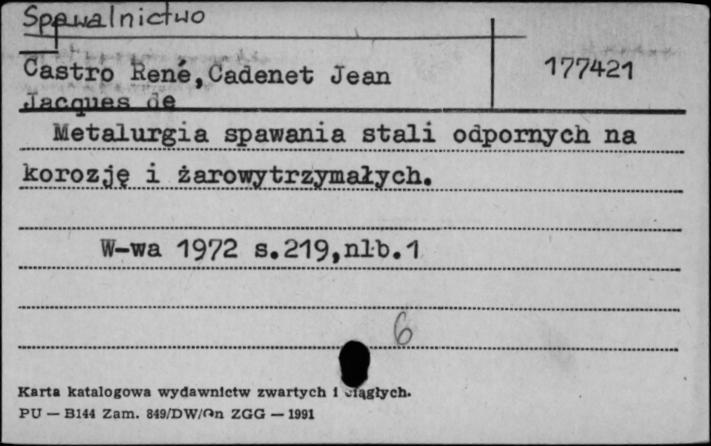 Spawalnictwo
Castro René, Cadenet Jean
177421
Jacques de
Metalurgia spawania stali odpornych na
korozję i żarowytrzymałych.
W-wa 1972 s.219,nlb.1
6
Karta katalogowa wydawnictw zwartych i ciągłych.
PU — B144 Zam. 849/DW/On ZGG — 1991